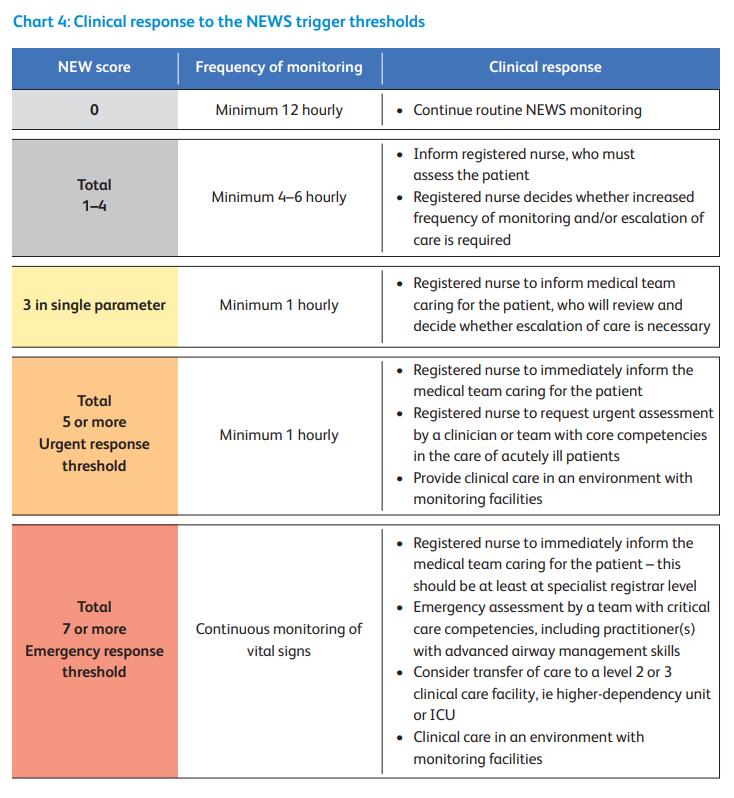 Chart 4: Clinical response to the NEWS trigger thresholds
NEW score
Frequency of monitoring
Clinical response
0
Minimum 12 hourly
• Continue routine NEWS monitoring
Total
1–4
Minimum 4–6 hourly
• Inform registered nurse, who must
assess the patient
• Registered nurse decides whether increased
frequency of monitoring and/or escalation of
care is required
3 in single parameter
Minimum 1 hourly
• Registered nurse to inform medical team
caring for the patient, who will review and
decide whether escalation of care is necessary
Total
5 or more
Urgent response
threshold
Minimum 1 hourly
• Registered nurse to immediately inform the
medical team caring for the patient
• Registered nurse to request urgent assessment
by a clinician or team with core competencies
in the care of acutely ill patients
• Provide clinical care in an environment with
monitoring facilities
Total
7 or more
Emergency response
threshold
Continuous monitoring of
vital signs
• Registered nurse to immediately inform the
medical team caring for the patient – this
should be at least at specialist registrar level
• Emergency assessment by a team with critical
care competencies, including practitioner(s)
with advanced airway management skills
• Consider transfer of care to a level 2 or 3
clinical care facility, ie higher-dependency unit
or ICU
• Clinical care in an environment with
monitoring facilities